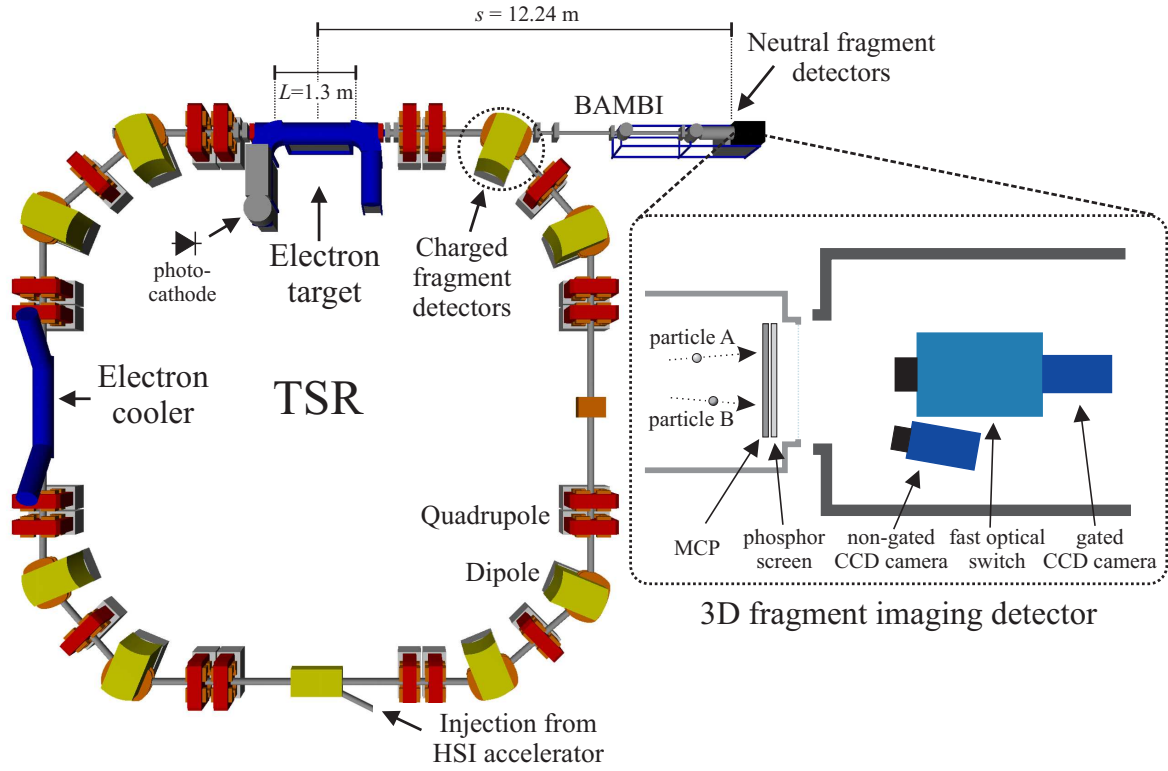 s = 12.24 m
Neutral fragment
detectors
L=1.3 m
BAMBI
photo-
cathode
Electron
target
Charged
fragment
detectors
Electron
cooler
TSR
particle A
particle B
Quadrupole
MCP
phosphor
screen
non-gated
CCD camera
fast optical
switch
gated
CCD camera
Dipole
3D fragment imaging detector
Injection from
HSI accelerator